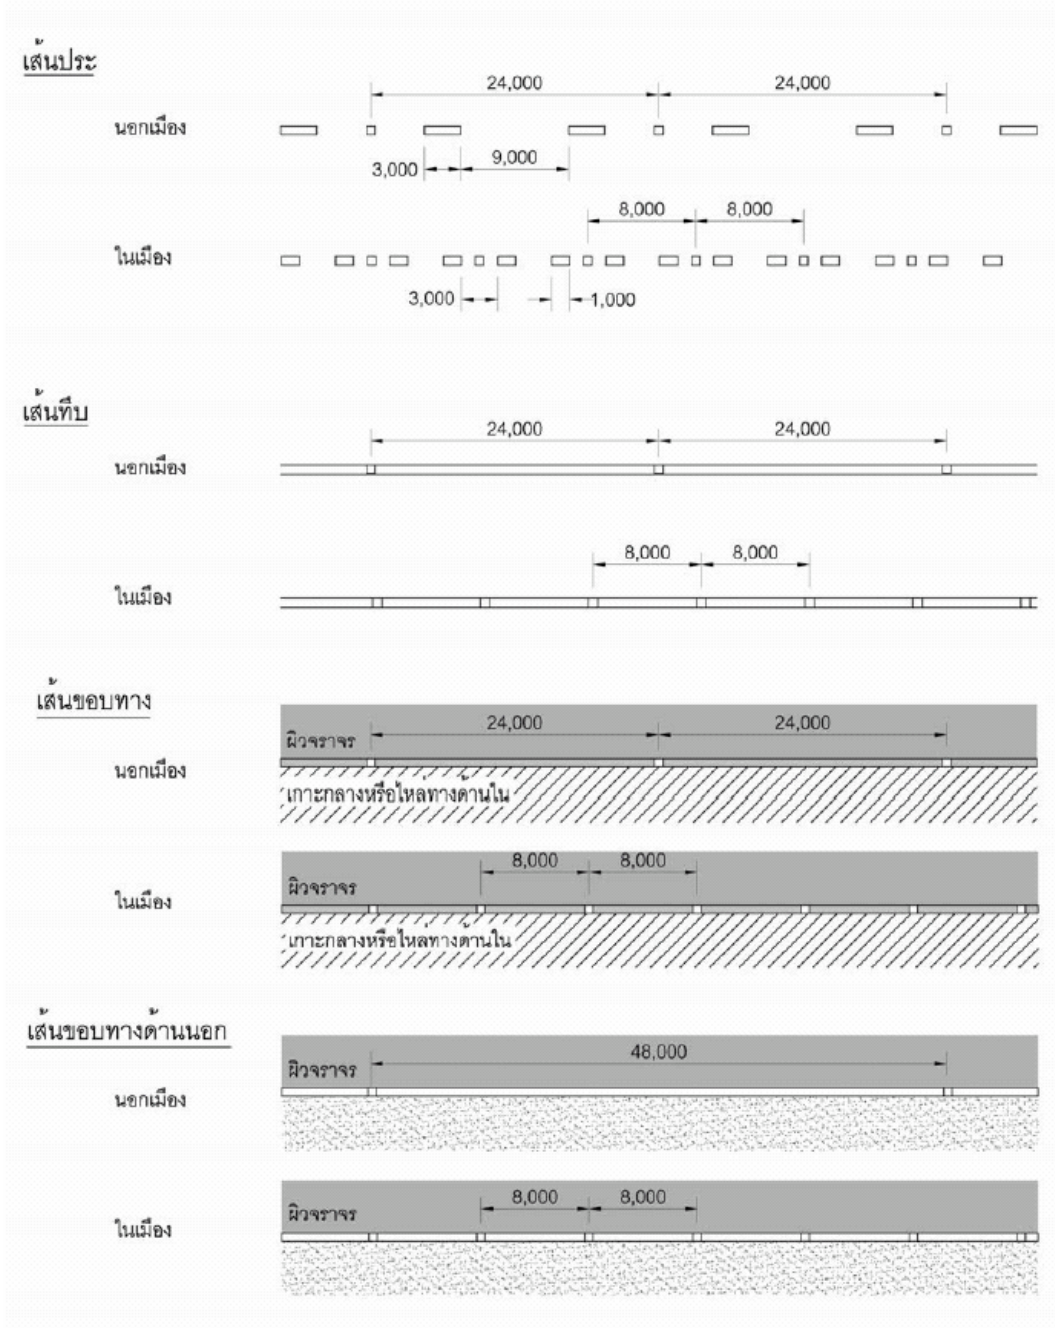 เส้นประ
24,000 24,000
นอกเมือง
3,000 9,000
8,000 8,000
ในเมือง
3,000 1,000
เส้นทึบ
24,000 24,000
นอกเมือง
8,000 8,000
ในเมือง
เส้นขอบทาง
24,000 24,000
ผิวจราจร
นอกเมือง
เกาะกลางหรือไหล่ทางด้านใน
8,000 8,000
ผิวจราจร
ในเมือง
เกาะกลางหรือไหล่ทางด้านใน
เส้นขอบทางด้านนอก
48,000
ผิวจราจร
นอกเมือง
8,000 8,000
ผิวจราจร
ในเมือง